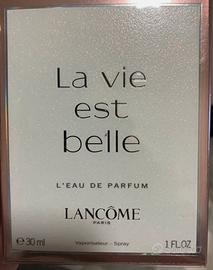 La vie
est
belle
L'EAU DE PARFUM
LANCÔME
PARIS
℮ 30 ml
Vaporisateur - Spray
1 FL.OZ